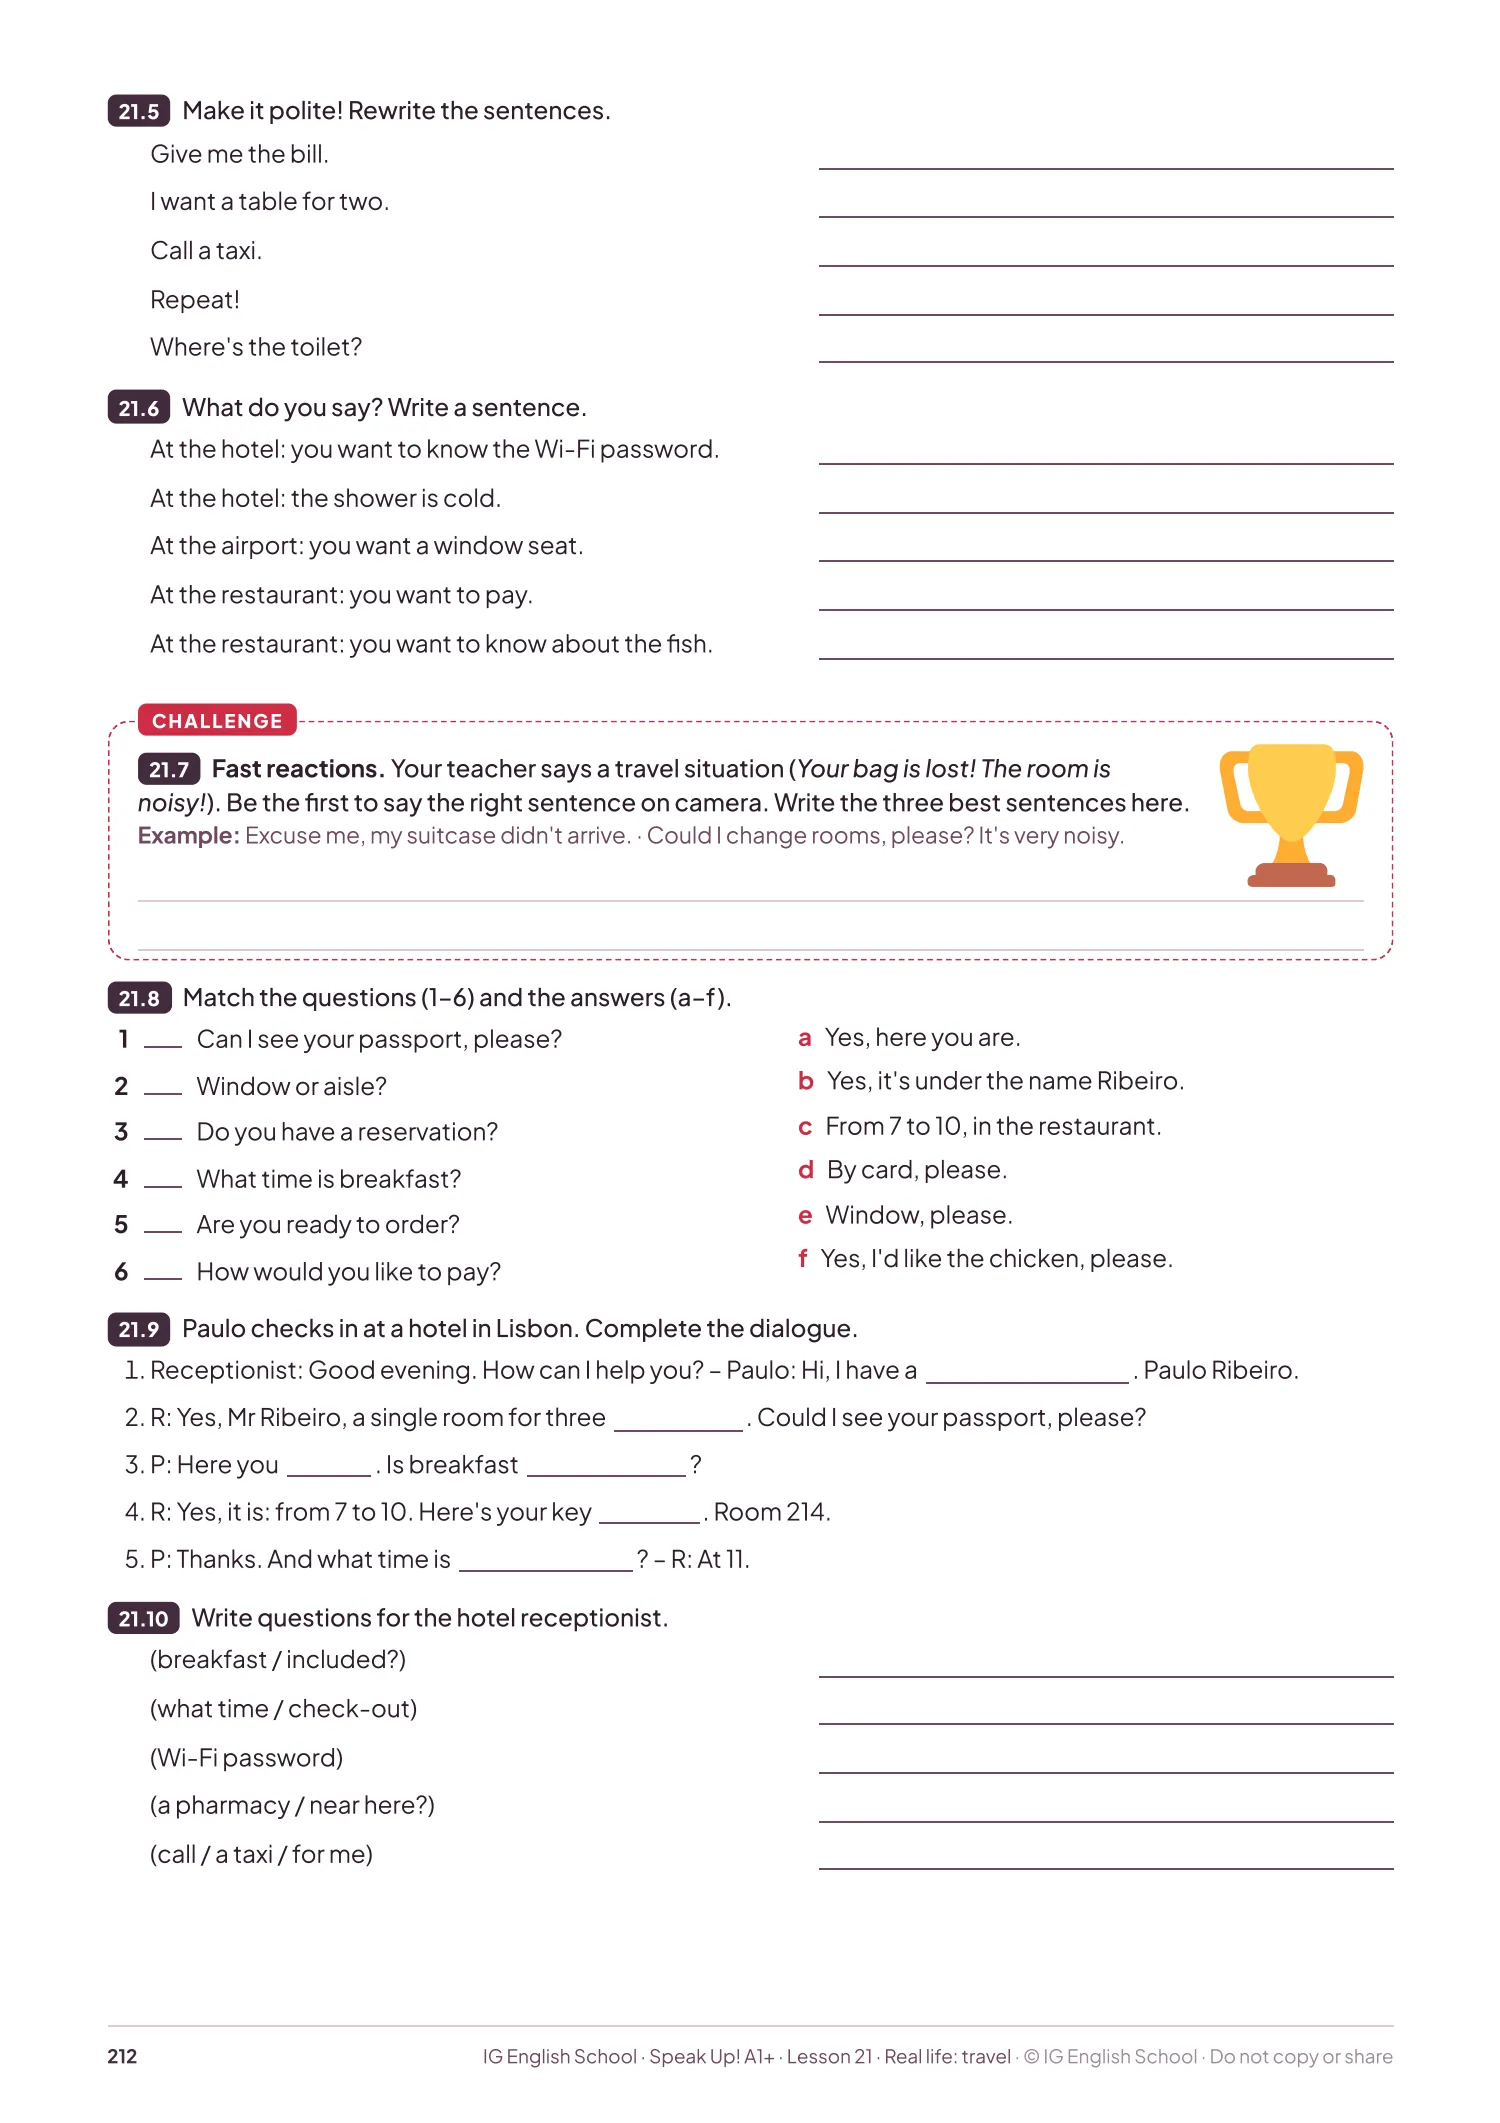 21.5 Make it polite! Rewrite the sentences.
Give me the bill.
I want a table for two.
Call a taxi.
Repeat!
Where's the toilet?
21.6 What do you say? Write a sentence.
At the hotel: you want to know the Wi-Fi password.
At the hotel: the shower is cold.
At the airport: you want a window seat.
At the restaurant: you want to pay.
At the restaurant: you want to know about the fish.
CHALLENGE
21.7 Fast reactions. Your teacher says a travel situation (Your bag is lost! The room is
noisy!). Be the first to say the right sentence on camera. Write the three best sentences here.
Example: Excuse me, my suitcase didn't arrive. · Could I change rooms, please? It's very noisy.
21.8 Match the questions (1–6) and the answers (a–f).
1 ___ Can I see your passport, please?
2 ___ Window or aisle?
3 ___ Do you have a reservation?
4 ___ What time is breakfast?
5 ___ Are you ready to order?
6 ___ How would you like to pay?
a Yes, here you are.
b Yes, it's under the name Ribeiro.
c From 7 to 10, in the restaurant.
d By card, please.
e Window, please.
f Yes, I'd like the chicken, please.
21.9 Paulo checks in at a hotel in Lisbon. Complete the dialogue.
1. Receptionist: Good evening. How can I help you? – Paulo: Hi, I have a ______________. Paulo Ribeiro.
2. R: Yes, Mr Ribeiro, a single room for three _________. Could I see your passport, please?
3. P: Here you ______. Is breakfast ___________?
4. R: Yes, it is: from 7 to 10. Here's your key _______. Room 214.
5. P: Thanks. And what time is ____________? – R: At 11.
21.10 Write questions for the hotel receptionist.
(breakfast / included?)
(what time / check-out)
(Wi-Fi password)
(a pharmacy / near here?)
(call / a taxi / for me)
212 IG English School · Speak Up! A1+ · Lesson 21 · Real life: travel · © IG English School · Do not copy or share